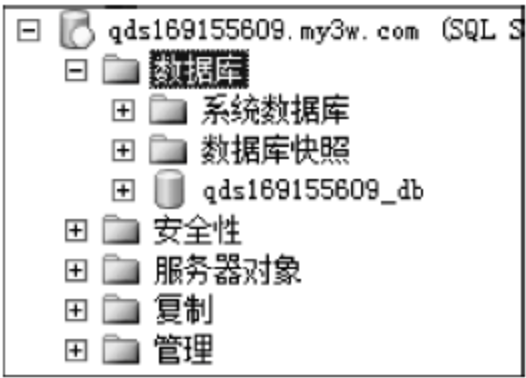 qds169155609.my3w.com (SQL S
数据库
系统数据库
数据库快照
qds169155609_db
安全性
服务器对象
复制
管理